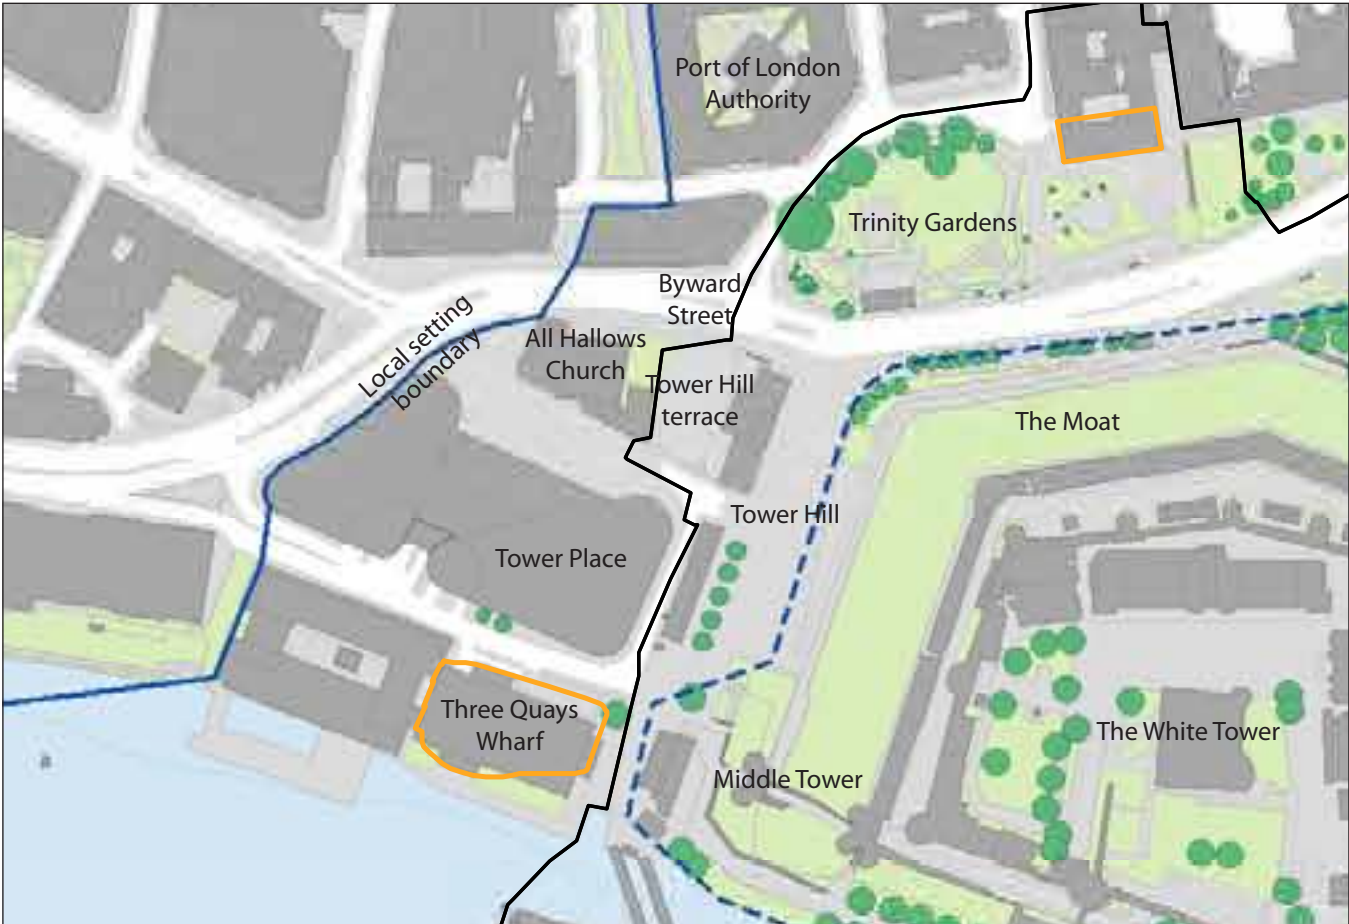 Port of London
Authority
Trinity Gardens
Byward
Street
Local setting
boundary
All Hallows
Church
Tower Hill
terrace
The Moat
Tower Hill
Tower Place
Three Quays
Wharf
The White Tower
Middle Tower
a